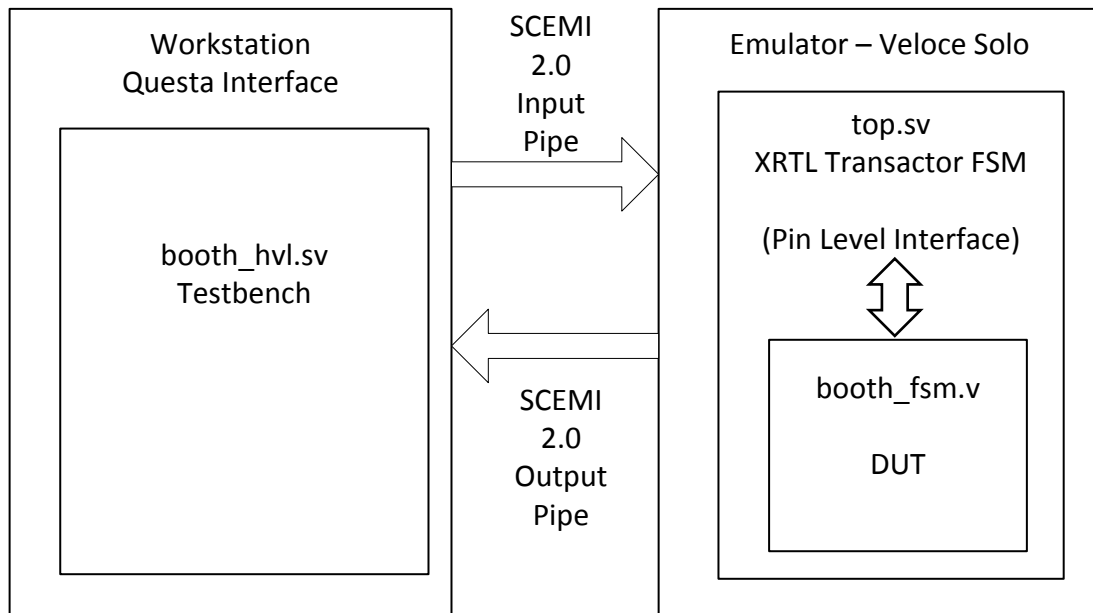 Workstation
Questa Interface
booth_hvl.sv
Testbench
SCEMI
2.0
Input
Pipe
SCEMI
2.0
Output
Pipe
Emulator – Veloce Solo
top.sv
XRTL Transactor FSM
(Pin Level Interface)
booth_fsm.v
DUT